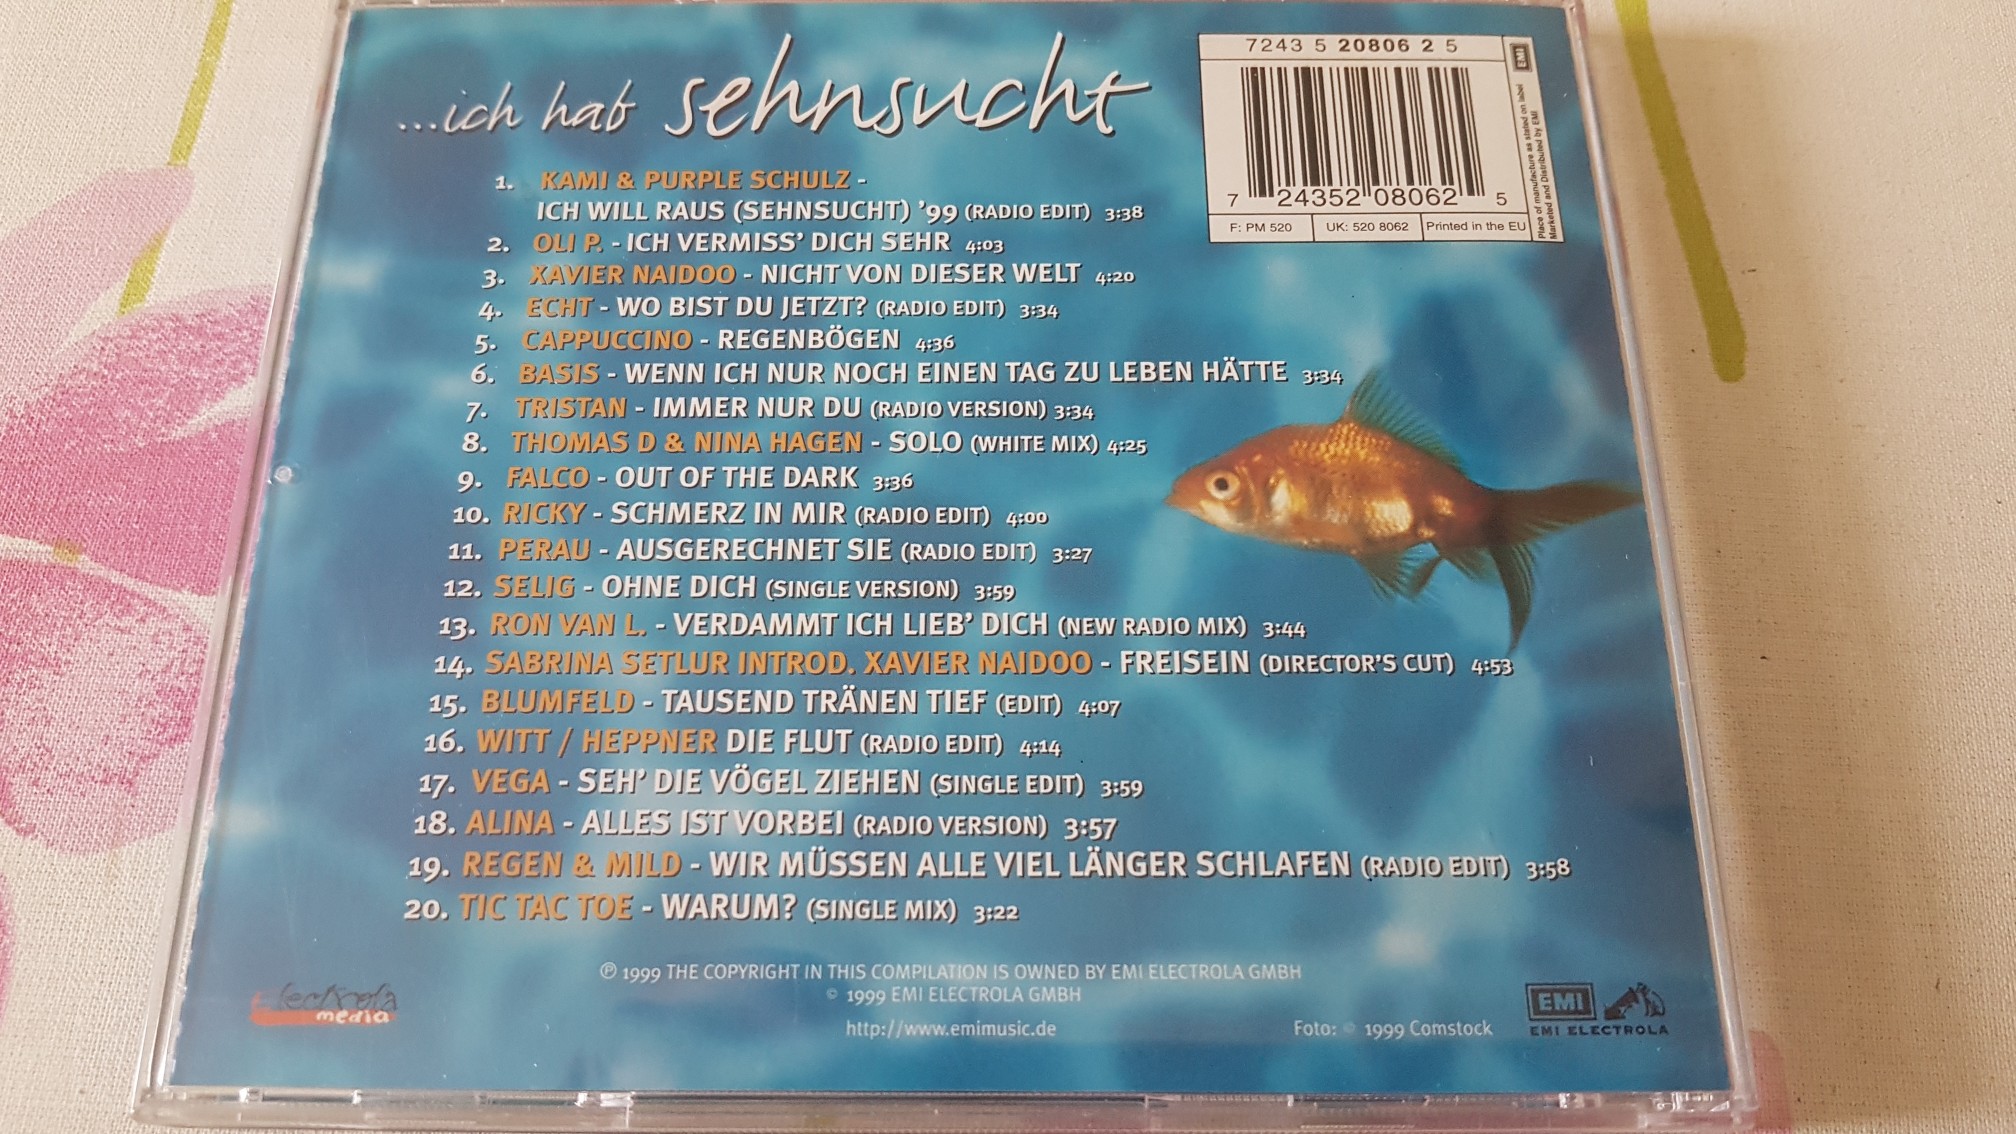 ...ich hab sehnsucht
7243 5 20806 2 5
EMI
Place of manufacture as stated on label
Marketed and Distributed by EMI
7 24352 08062 5
F: PM 520
UK: 520 8062
Printed in the EU
1. KAMI & PURPLE SCHULZ -
ICH WILL RAUS (SEHNSUCHT) '99 (RADIO EDIT) 3:38
2. OLI P. - ICH VERMISS' DICH SEHR 4:03
3. XAVIER NAIDOO - NICHT VON DIESER WELT 4:20
4. ECHT - WO BIST DU JETZT? (RADIO EDIT) 3:34
5. CAPPUCCINO - REGENBÖGEN 4:36
6. BASIS - WENN ICH NUR NOCH EINEN TAG ZU LEBEN HÄTTE 3:34
7. TRISTAN - IMMER NUR DU (RADIO VERSION) 3:34
8. THOMAS D & NINA HAGEN - SOLO (WHITE MIX) 4:25
9. FALCO - OUT OF THE DARK 3:36
10. RICKY - SCHMERZ IN MIR (RADIO EDIT) 4:00
11. PERAU - AUSGERECHNET SIE (RADIO EDIT) 3:27
12. SELIG - OHNE DICH (SINGLE VERSION) 3:59
13. RON VAN L. - VERDAMMT ICH LIEB' DICH (NEW RADIO MIX) 3:44
14. SABRINA SETLUR INTROD. XAVIER NAIDOO - FREISEIN (DIRECTOR'S CUT) 4:53
15. BLUMFELD - TAUSEND TRÄNEN TIEF (EDIT) 4:07
16. WITT / HEPPNER DIE FLUT (RADIO EDIT) 4:14
17. VEGA - SEH' DIE VÖGEL ZIEHEN (SINGLE EDIT) 3:59
18. ALINA - ALLES IST VORBEI (RADIO VERSION) 3:57
19. REGEN & MILD - WIR MÜSSEN ALLE VIEL LÄNGER SCHLAFEN (RADIO EDIT) 3:58
20. TIC TAC TOE - WARUM? (SINGLE MIX) 3:22
℗ 1999 THE COPYRIGHT IN THIS COMPILATION IS OWNED BY EMI ELECTROLA GMBH
© 1999 EMI ELECTROLA GMBH
http://www.emimusic.de
Foto: © 1999 Comstock
electrola
media
EMI
EMI ELECTROLA